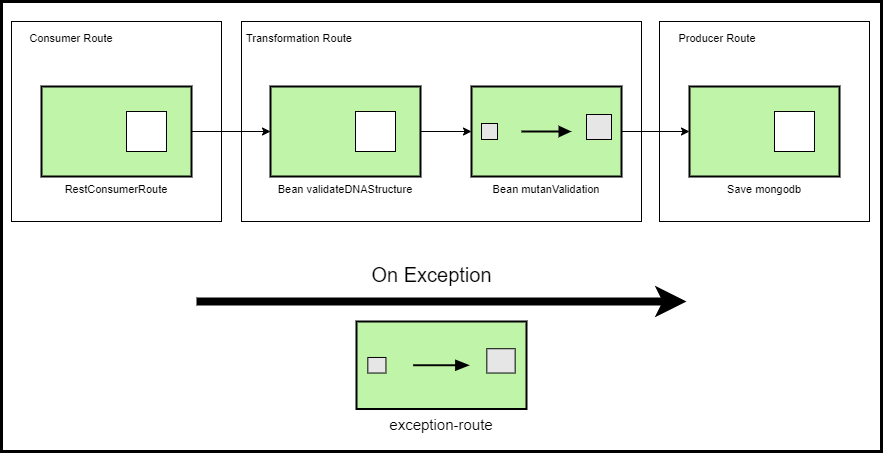 Consumer Route
Transformation Route
Producer Route
RestConsumerRoute
Bean validateDNAStructure
Bean mutanValidation
Save mongodb
On Exception
exception-route